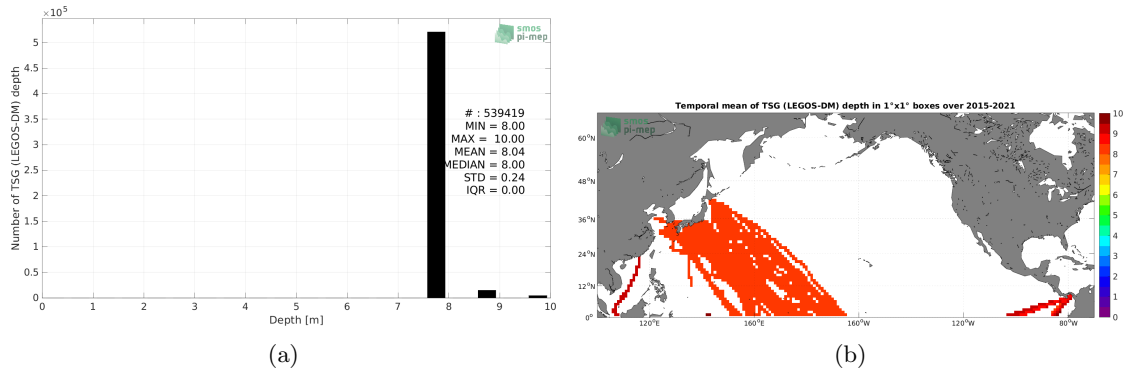 ×10⁵
smos
pi-mep
Number of TSG (LEGOS-DM) depth
5
4.5
4
3.5
3
2.5
2
1.5
1
0.5
0
# : 539419
MIN = 8.00
MAX = 10.00
MEAN = 8.04
MEDIAN = 8.00
STD = 0.24
IQR = 0.00
0 1 2 3 4 5 6 7 8 9 10
Depth [m]
(a)
Temporal mean of TSG (LEGOS-DM) depth in 1°x1° boxes over 2015-2021
smos
pi-mep
60°N
48°N
36°N
24°N
12°N
0°
120°E 160°E 160°W 120°W 80°W
10
9
8
7
6
5
4
3
2
1
0
(b)